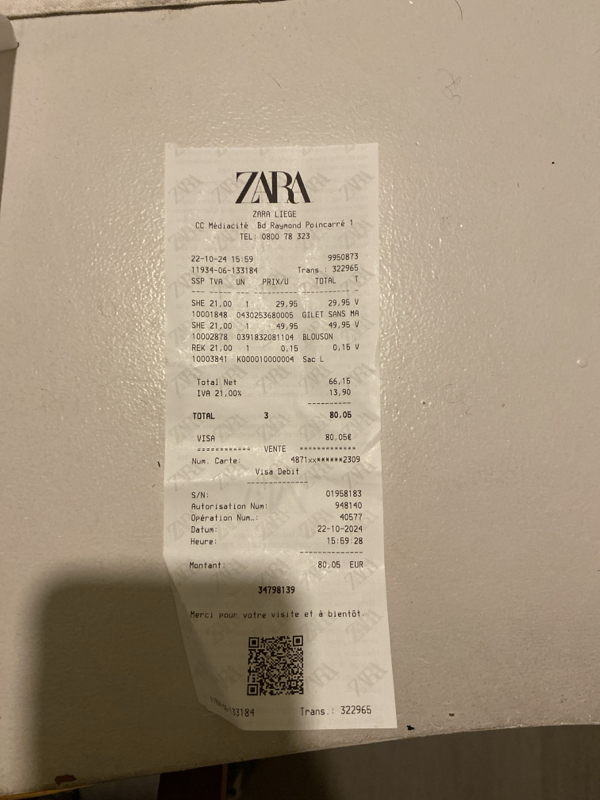 ZARA
ZARA LIEGE
CC Médiacité Bd Raymond Poincarré 1
TEL: 0800 78 323
22-10-24 15:59 9950873
11934-06-133184 Trans.: 322965
SSP TVA UN PRIX/U TOTAL T
SHE 21,00 1 29,95 29,95 V
10001848 04302536800005 GILET SANS MA
SHE 21,00 1 49,95 49,95 V
10002878 0391832081104 BLOUSON
REK 21,00 1 0,15 0,15 V
10003841 K000010000004 Sac L
Total Net 66,15
IVA 21,00% 13,90
TOTAL 3 80,05
VISA 80,05€
============ VENTE ************
Num. Carte: 4871xx******2309
Visa Debit
S/N: 01958183
Autorisation Num: 948140
Opération Num.: 40577
Datum: 22-10-2024
Heure: 15:59:28
Montant: 80,05 EUR
34798139
Merci pour votre visite et à bientôt.
133184 Trans.: 322965